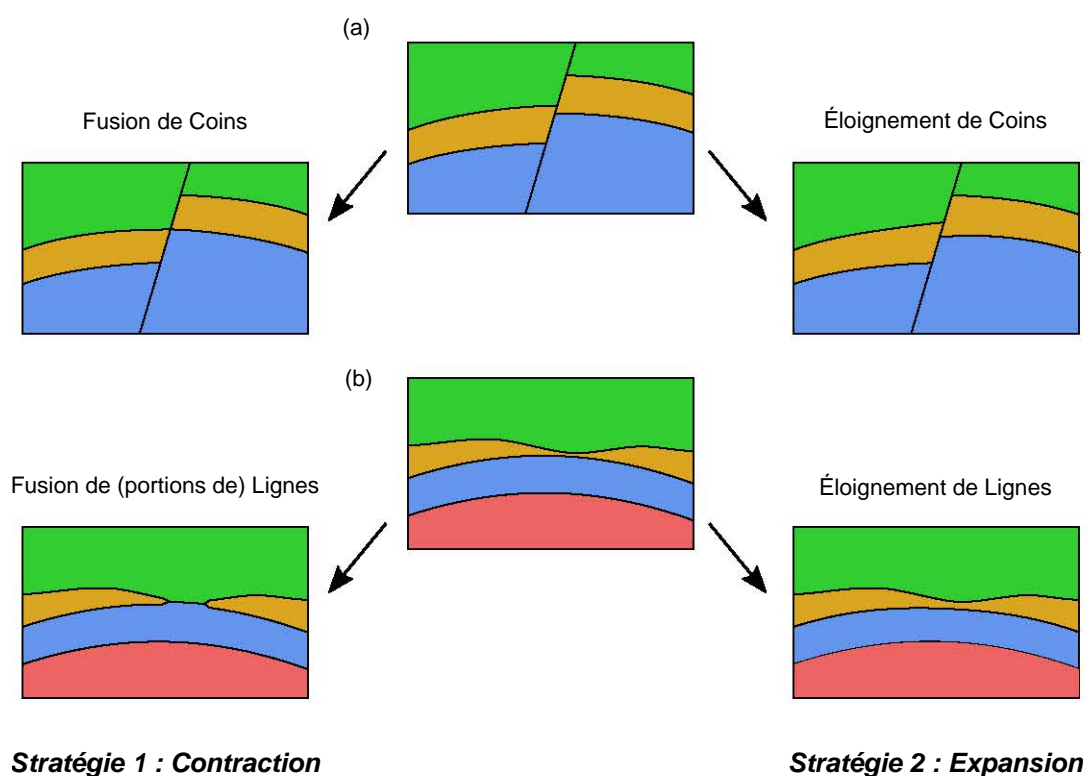 (a)
Fusion de Coins
Éloignement de Coins
(b)
Fusion de (portions de) Lignes
Éloignement de Lignes
Stratégie 1 : Contraction
Stratégie 2 : Expansion